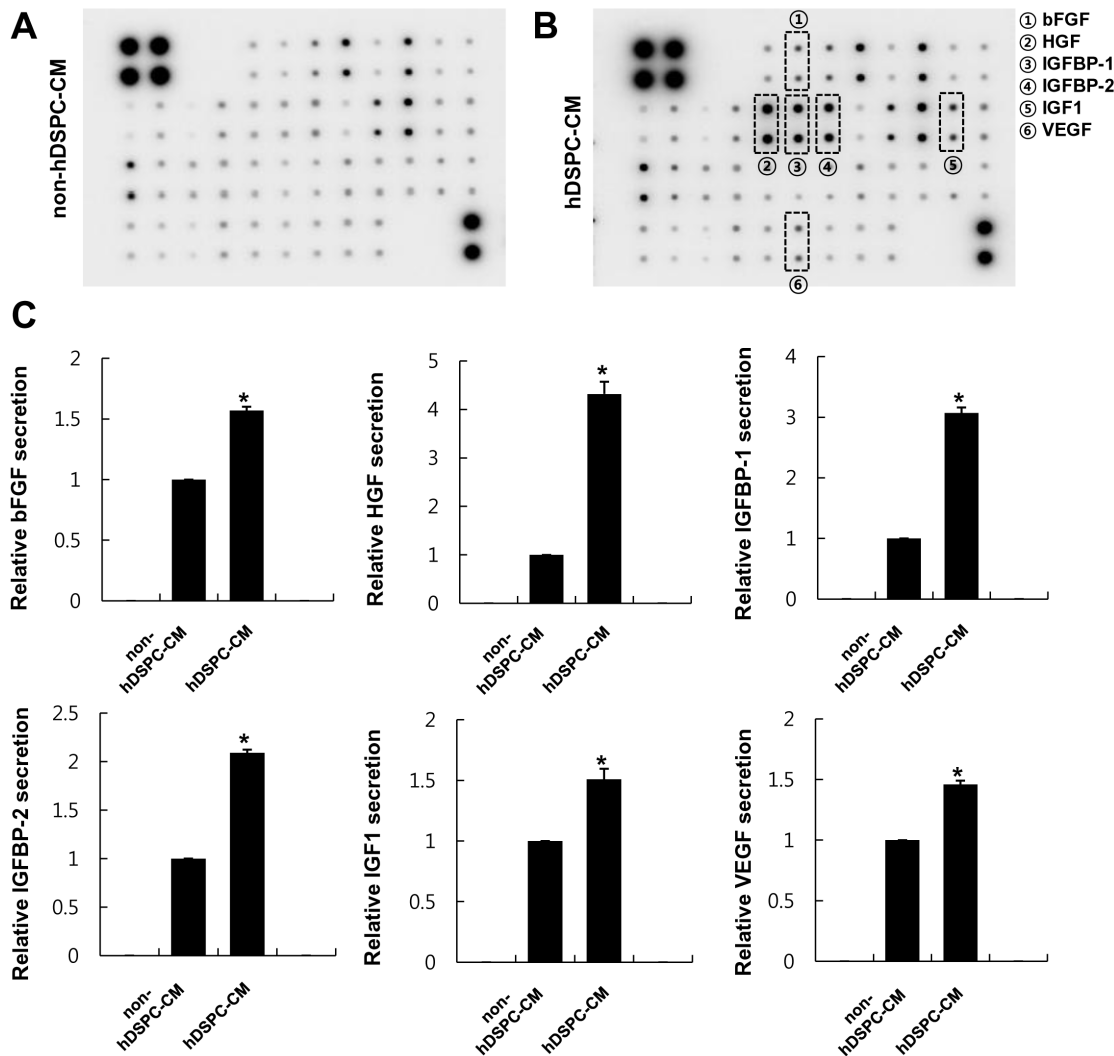 A
non-hDSPC-CM
B
hDSPC-CM
①
②
③
④
⑤
⑥
① bFGF
② HGF
③ IGFBP-1
④ IGFBP-2
⑤ IGF1
⑥ VEGF
C
Relative bFGF secretion
2
1.5
1
0.5
0
*
non-
hDSPC-CM
hDSPC-CM
Relative HGF secretion
5
4
3
2
1
0
*
non-
hDSPC-CM
hDSPC-CM
Relative IGFBP-1 secretion
4
3
2
1
0
*
non-
hDSPC-CM
hDSPC-CM
Relative IGFBP-2 secretion
2.5
2
1.5
1
0.5
0
*
non-
hDSPC-CM
hDSPC-CM
Relative IGF1 secretion
2
1.5
1
0.5
0
*
non-
hDSPC-CM
hDSPC-CM
Relative VEGF secretion
2
1.5
1
0.5
0
*
non-
hDSPC-CM
hDSPC-CM